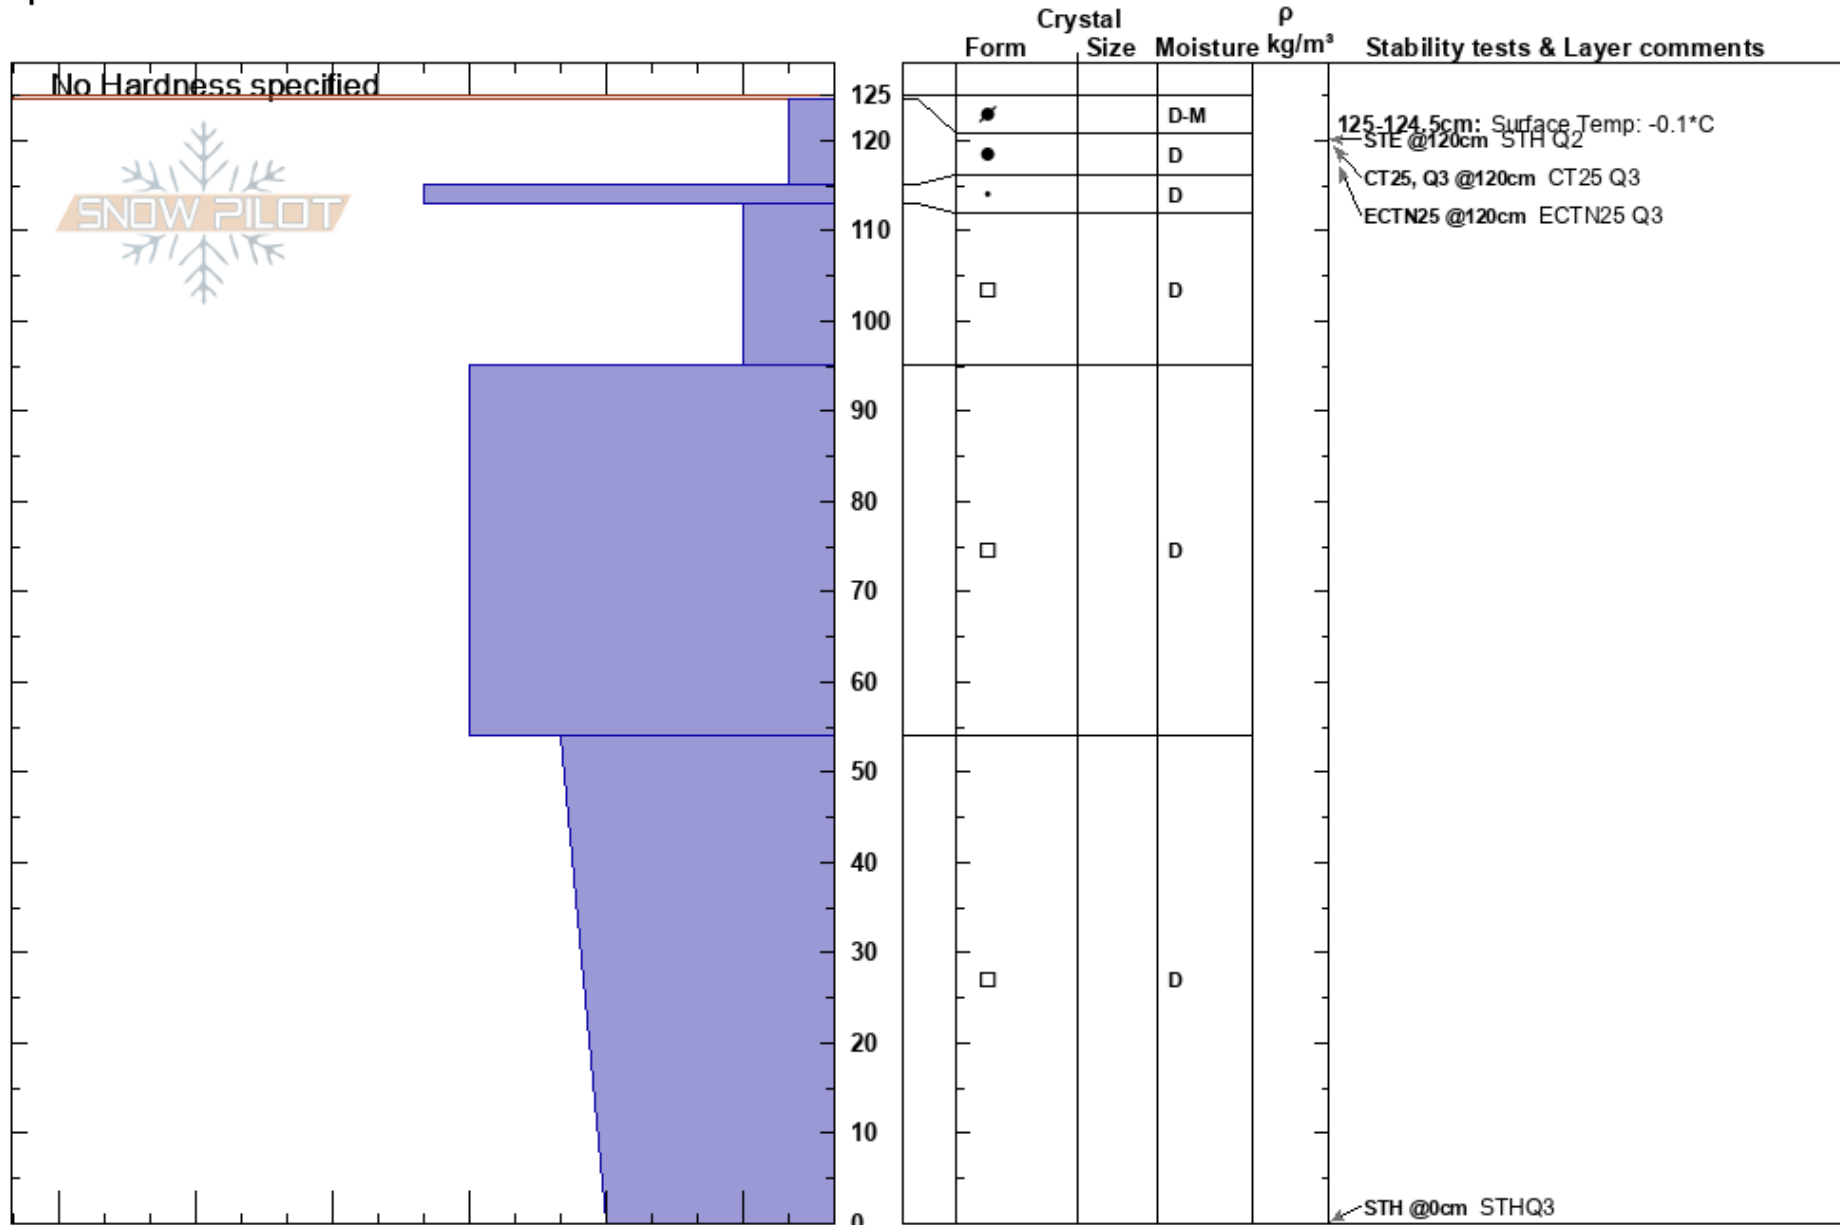 Crystal
ρ
Form Size Moisture kg/m³ Stability tests & Layer comments
No Hardness specified
SNOW PILOT
125
120
110
100
90
80
70
60
50
40
30
20
10
0
D-M
D
D
D
D
D
125-124.5cm: Surface Temp: -0.1*C
STE @120cm STH Q2
CT25, Q3 @120cm CT25 Q3
ECTN25 @120cm ECTN25 Q3
STH @0cm STHQ3